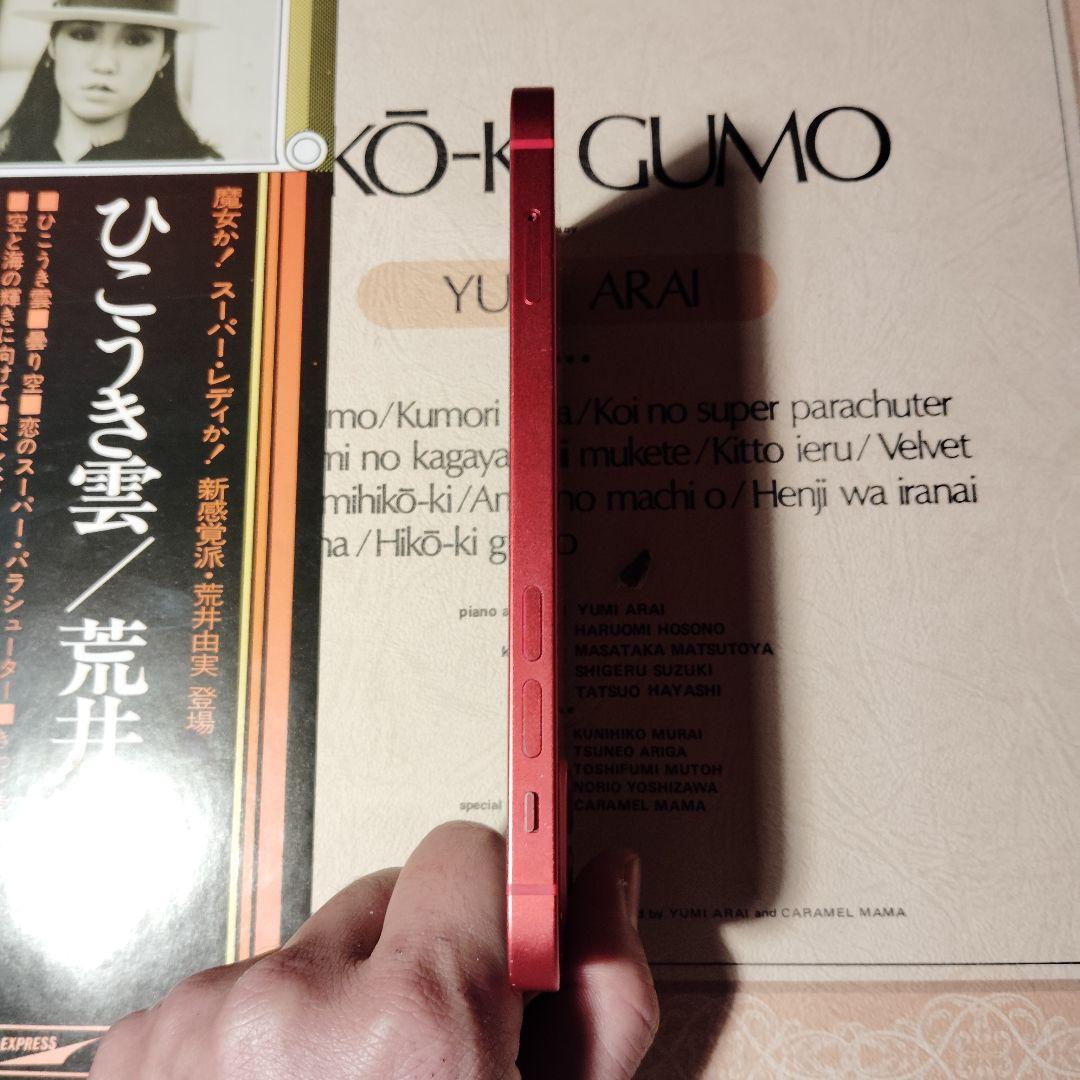 魔女か! スーパー・レディか! 新感覚派・荒井由実 登場
ひこうき雲/荒井
■ひこうき雲■曇り空■恋のスーパー・パラシューター■
■空と海の輝きに向けて■
EXPRESS
KŌ-K GUMO
YU ARAI
umo/Kumori a/Koi no super parachuter
mi no kagaya i mukete/Kitto ieru/Velvet
mihikō-ki/An no machi o/Henji wa iranai
na/Hikō-ki g o
piano a YUMI ARAI
HARUOMI HOSONO
k MASATAKA MATSUTOYA
SHIGERU SUZUKI
TATSUO HAYASHI
KUNIHIKO MURAI
TSUNEO ARIGA
TOSHIFUMI MUTOH
NORIO YOSHIZAWA
special CARAMEL MAMA
d by YUMI ARAI and CARAMEL MAMA